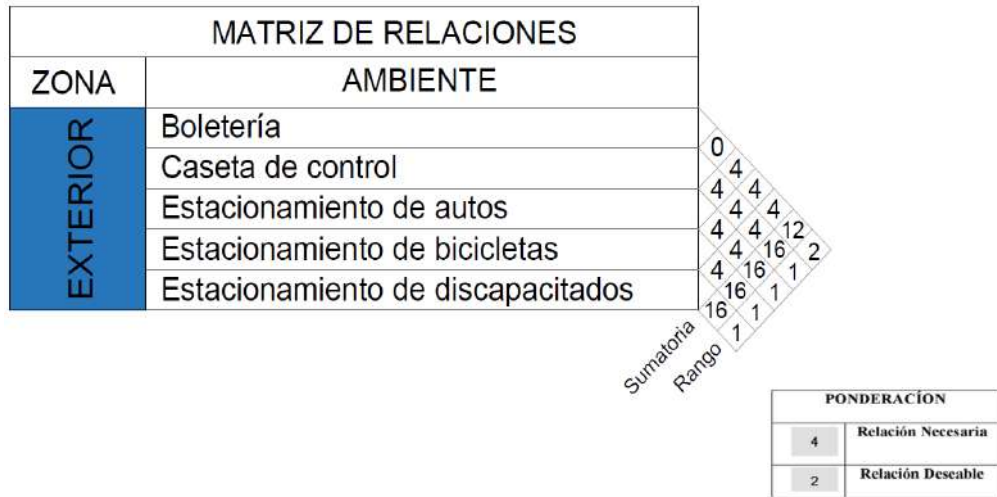 MATRIZ DE RELACIONES
ZONA AMBIENTE
EXTERIOR
Boletería
0
4
Caseta de control
4 4
4 4
Estacionamiento de autos
4 4 12
4 16 2
Estacionamiento de bicicletas
4 16 1
16 1
Estacionamiento de discapacitados
16 1
1
Sumatoria
Rango
PONDERACÍON
4 Relación Necesaria
2 Relación Deseable